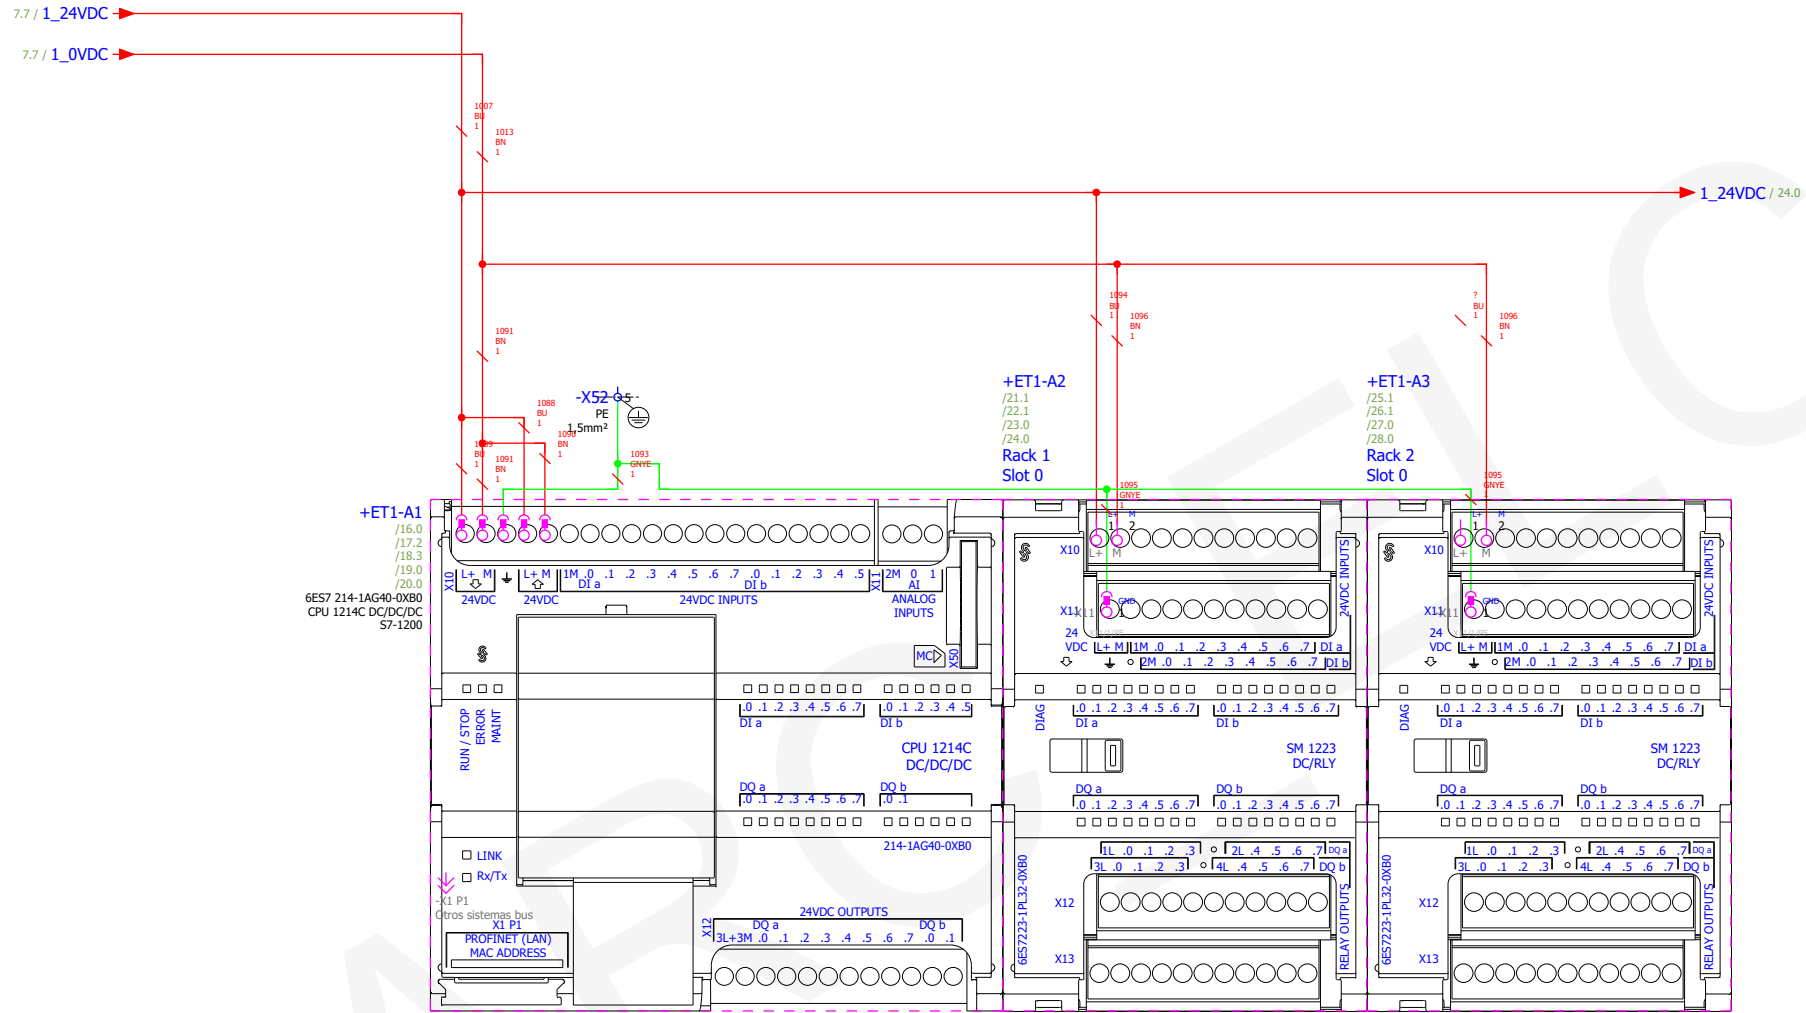 7.7 / 1_24VDC
7.7 / 1_0VDC
1007
BU
1
1013
BN
1
1_24VDC / 24.0
1094
BU
1
1096
BN
1
?
BU
1
1096
BN
1
1091
BN
1
+ET1-A2
/21.1
/22.1
/23.0
/24.0
Rack 1
Slot 0
+ET1-A3
/25.1
/26.1
/27.0
/28.0
Rack 2
Slot 0
-X52
5
PE
1,5mm²
1088
BU
1
BN
1
BU
1
1091
BN
1
1093
GNYE
1
1095
GNYE
1
1095
GNYE
1
+ET1-A1
/16.0
/17.2
/18.3
/19.0
/20.0
6ES7 214-1AG40-0XB0
CPU 1214C DC/DC/DC
S7-1200
X10
L+ M
24VDC
L+ M
24VDC
1M .0 .1 .2 .3 .4 .5 .6 .7 .0 .1 .2 .3 .4 .5
DI a
DI b
24VDC INPUTS
X11
2M 0 1
AI
ANALOG
INPUTS
MC
X50
RUN / STOP
ERROR
MAINT
.0 .1 .2 .3 .4 .5 .6 .7
DI a
.0 .1 .2 .3 .4 .5
DI b
CPU 1214C
DC/DC/DC
DQ a
.0 .1 .2 .3 .4 .5 .6 .7
DQ b
.0 .1
214-1AG40-0XB0
LINK
Rx/Tx
-X1 P1
Otros sistemas bus
X1 P1
PROFINET (LAN)
MAC ADDRESS
X12
24VDC OUTPUTS
DQ a
DQ b
3L+3M .0 .1 .2 .3 .4 .5 .6 .7 .0 .1
L+ M
1 2
X10
L+ M
24VDC INPUTS
GND
X11
1
24
VDC
L+ M
1M .0 .1 .2 .3 .4 .5 .6 .7 DI a
2M .0 .1 .2 .3 .4 .5 .6 .7 DI b
DIAG
.0 .1 .2 .3 .4 .5 .6 .7
DI a
.0 .1 .2 .3 .4 .5 .6 .7
DI b
SM 1223
DC/RLY
DQ a
.0 .1 .2 .3 .4 .5 .6 .7
DQ b
.0 .1 .2 .3 .4 .5 .6 .7
6ES7223-1PL32-0XB0
1L .0 .1 .2 .3
2L .4 .5 .6 .7 DQ a
3L .0 .1 .2 .3
4L .4 .5 .6 .7 DQ b
X12
X13
RELAY OUTPUTS
L+ M
1 2
X10
L+ M
24VDC INPUTS
GND
X11
1
24
VDC
L+ M
1M .0 .1 .2 .3 .4 .5 .6 .7 DI a
2M .0 .1 .2 .3 .4 .5 .6 .7 DI b
DIAG
.0 .1 .2 .3 .4 .5 .6 .7
DI a
.0 .1 .2 .3 .4 .5 .6 .7
DI b
SM 1223
DC/RLY
DQ a
.0 .1 .2 .3 .4 .5 .6 .7
DQ b
.0 .1 .2 .3 .4 .5 .6 .7
6ES7223-1PL32-0XB0
1L .0 .1 .2 .3
2L .4 .5 .6 .7 DQ a
3L .0 .1 .2 .3
4L .4 .5 .6 .7 DQ b
X12
X13
RELAY OUTPUTS